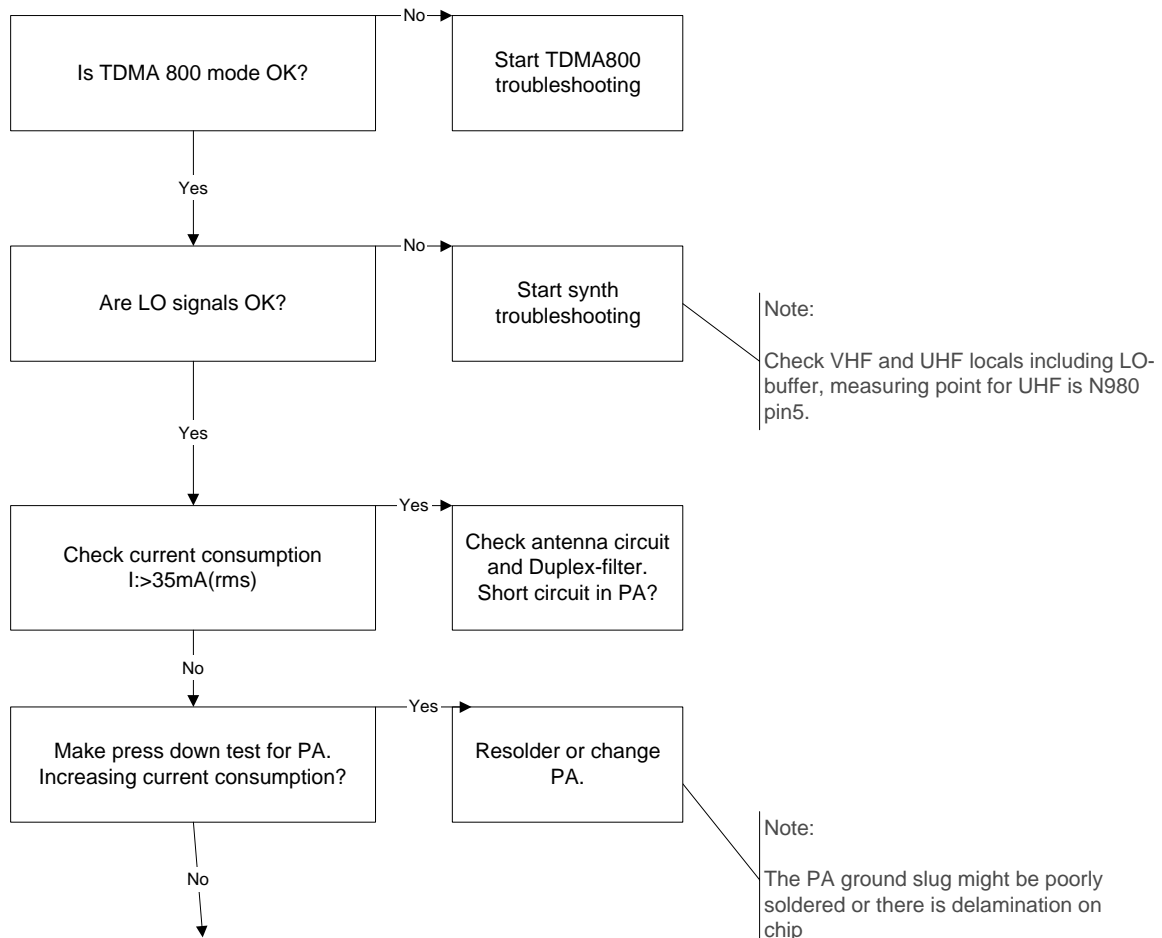 No
Is TDMA 800 mode OK?
Start TDMA800
troubleshooting
Yes
No
Are LO signals OK?
Start synth
troubleshooting
Note:
Check VHF and UHF locals including LO-
buffer, measuring point for UHF is N980
pin5.
Yes
Yes
Check current consumption
I:>35mA(rms)
Check antenna circuit
and Duplex-filter.
Short circuit in PA?
No
Yes
Make press down test for PA.
Increasing current consumption?
Resolder or change
PA.
Note:
The PA ground slug might be poorly
soldered or there is delamination on
chip
No